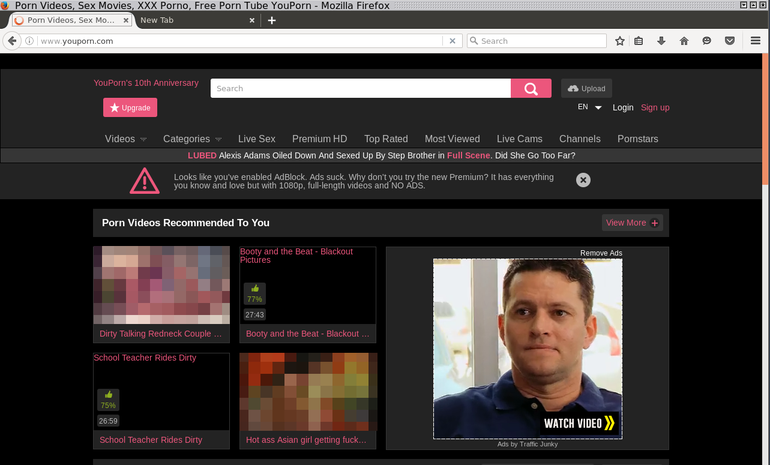 Porn Videos, Sex Movies, XXX Porno, Free Porn Tube YouPorn - Mozilla Firefox
Porn Videos, Sex Mo...
New Tab
www.youporn.com
Search
YouPorn's 10th Anniversary
Search
Upload
Upgrade
EN
Login
Sign up
Videos
Categories
Live Sex
Premium HD
Top Rated
Most Viewed
Live Cams
Channels
Pornstars
LUBED Alexis Adams Oiled Down And Sexed Up By Step Brother in Full Scene. Did She Go Too Far?
Looks like you've enabled AdBlock. Ads suck. Why don't you try the new Premium? It has everything
you know and love but with 1080p, full-length videos and NO ADS.
Porn Videos Recommended To You
View More
Dirty Talking Redneck Couple ...
Booty and the Beat - Blackout
Pictures
77%
27:43
Booty and the Beat - Blackout ...
Remove Ads
WATCH VIDEO
Ads by Traffic Junky
School Teacher Rides Dirty
75%
26:59
School Teacher Rides Dirty
Hot ass Asian girl getting fuck...